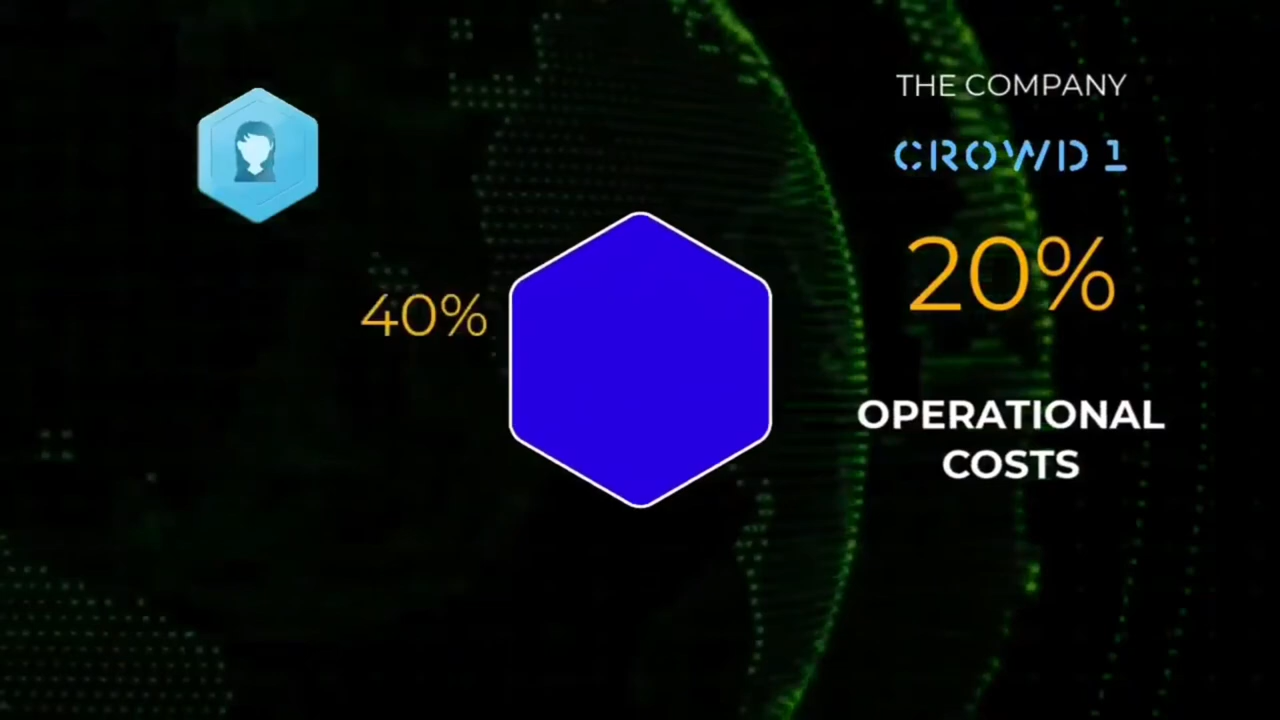 THE COMPANY
CROWD 1
20%
40%
OPERATIONAL
COSTS